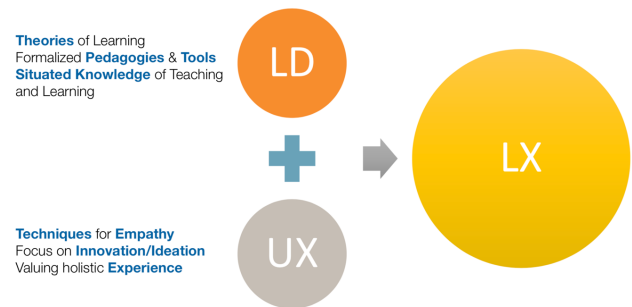 Theories of Learning
Formalized Pedagogies & Tools
Situated Knowledge of Teaching
and Learning
LD
LX
Techniques for Empathy
Focus on Innovation/Ideation
Valuing holistic Experience
UX